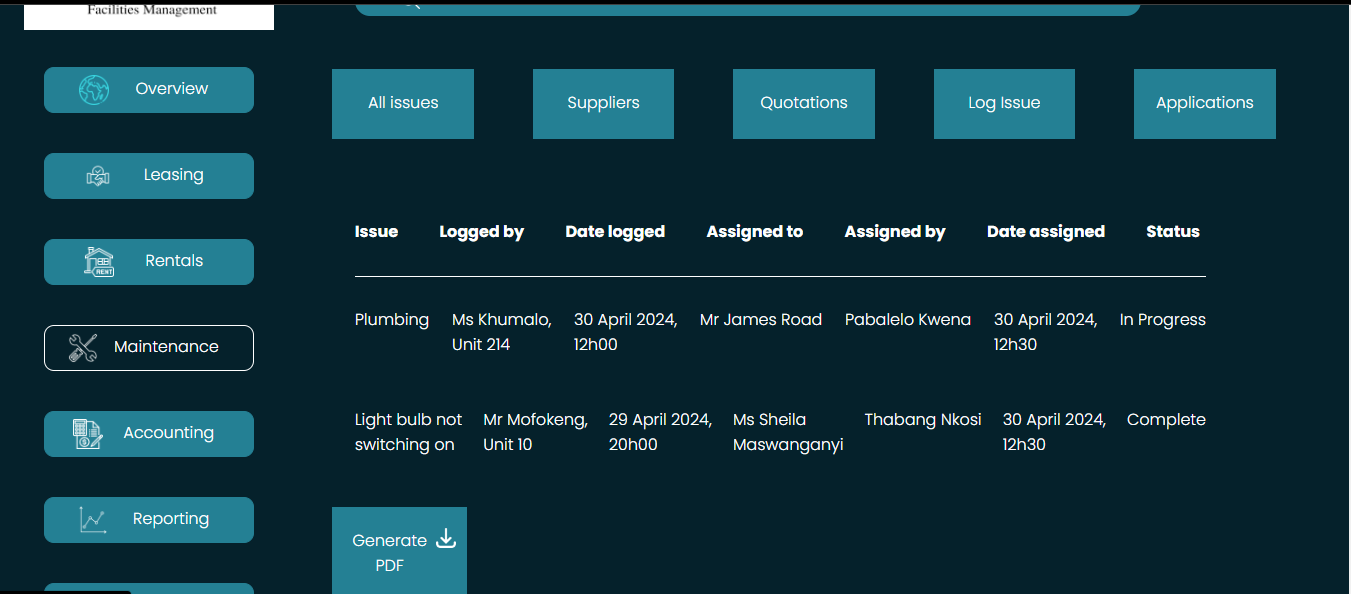 Facilities Management
Overview
Leasing
Rentals
RENT
Maintenance
Accounting
Reporting
All issues
Suppliers
Quotations
Log Issue
Applications
Issue Logged by Date logged Assigned to Assigned by Date assigned Status
Plumbing Ms Khumalo, 30 April 2024, Mr James Road Pabalelo Kwena 30 April 2024, In Progress
Unit 214 12h00 12h30
Light bulb not Mr Mofokeng, 29 April 2024, Ms Sheila Thabang Nkosi 30 April 2024, Complete
switching on Unit 10 20h00 Maswanganyi 12h30
Generate
PDF